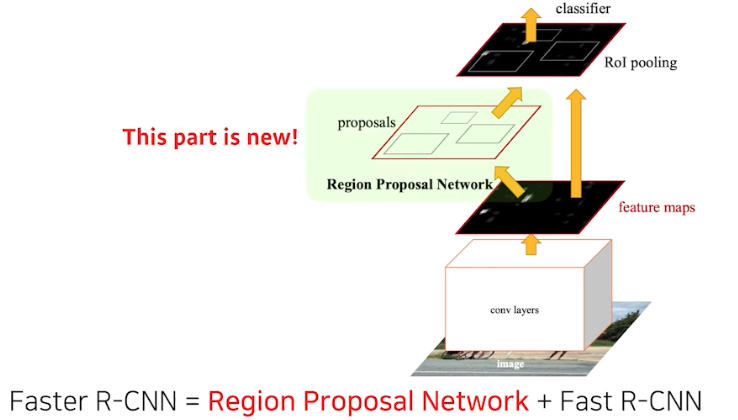 classifier
RoI pooling
proposals
This part is new!
Region Proposal Network
feature maps
conv layers
image
Faster R-CNN = Region Proposal Network + Fast R-CNN